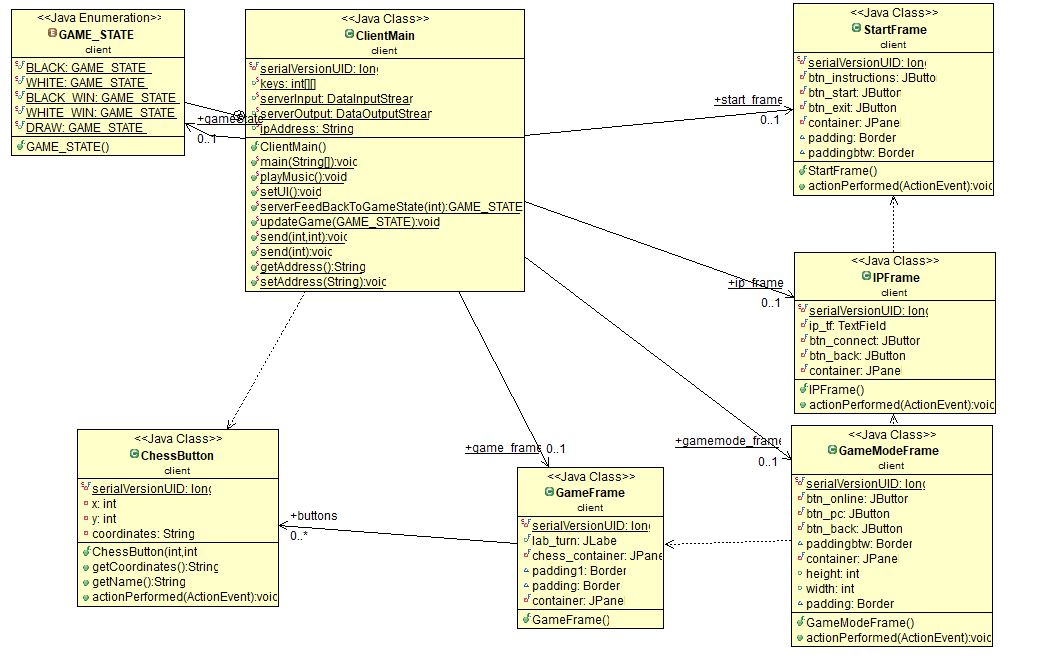 <<Java Enumeration>>
GAME_STATE
client
BLACK: GAME_STATE
WHITE: GAME_STATE
BLACK_WIN: GAME_STATE
WHITE_WIN: GAME_STATE
DRAW: GAME_STATE
GAME_STATE()
<<Java Class>>
ClientMain
client
serialVersionUID: long
keys: int[][]
serverInput: DataInputStrear
serverOutput: DataOutputStrear
ipAddress: String
ClientMain()
main(String[]):void
playMusic():void
setUI():void
serverFeedBackToGameState(int):GAME_STATE
updateGame(GAME_STATE):void
send(int,int):void
send(int):void
getAddress():String
setAddress(String):void
<<Java Class>>
StartFrame
client
serialVersionUID: long
btn_instructions: JButto
btn_start: JButton
btn_exit: JButton
container: JPanel
padding: Border
paddingbtw: Border
StartFrame()
actionPerformed(ActionEvent):void
+gamestate
0..1
+start_frame
0..1
+ip_frame
0..1
<<Java Class>>
IPFrame
client
serialVersionUID: long
ip_tf: TextField
btn_connect: JButtor
btn_back: JButton
container: JPanel
IPFrame()
actionPerformed(ActionEvent):void
+gamemode_frame
0..1
<<Java Class>>
GameModeFrame
client
serialVersionUID: long
btn_online: JButtor
btn_pc: JButton
btn_back: JButton
paddingbtw: Border
container: JPanel
height: int
width: int
padding: Border
GameModeFrame()
actionPerformed(ActionEvent):void
+game_frame 0..1
<<Java Class>>
GameFrame
client
serialVersionUID: long
lab_turn: JLabe
chess_container: JPane
padding1: Border
padding: Border
container: JPanel
GameFrame()
+buttons
0..*
<<Java Class>>
ChessButton
client
serialVersionUID: long
x: int
y: int
coordinates: String
ChessButton(int,int
getCoordinates():String
getName():String
actionPerformed(ActionEvent):void